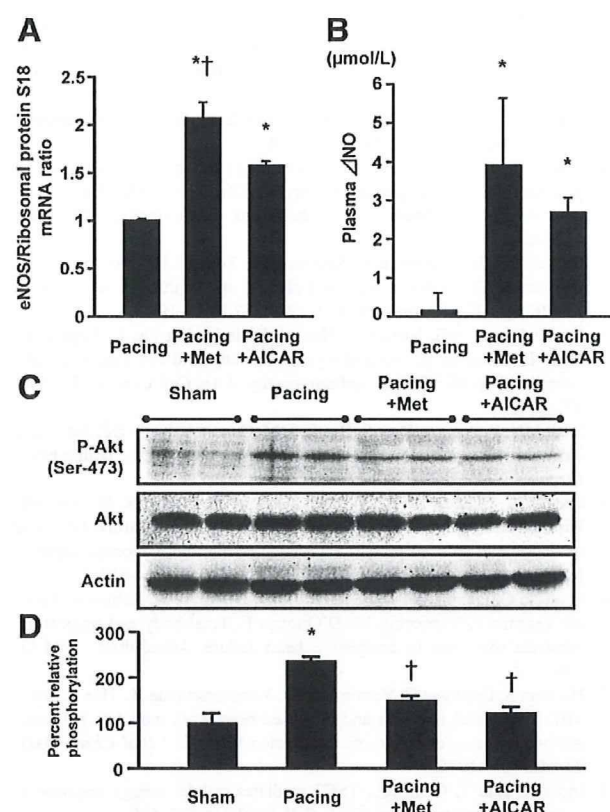 A
eNOS/Ribosomal protein S18
mRNA ratio
2.5
2
1.5
1
0.5
0
*†
*
Pacing
Pacing
+Met
Pacing
+AICAR
B
(μmol/L)
Plasma ⊿NO
6
5
4
3
2
1
0
*
*
Pacing
Pacing
+Met
Pacing
+AICAR
C
Sham
Pacing
Pacing
+Met
Pacing
+AICAR
P-Akt
(Ser-473)
Akt
Actin
D
Percent relative
phosphorylation
300
200
100
0
*
†
†
Sham
Pacing
Pacing
+Met
Pacing
+AICAR